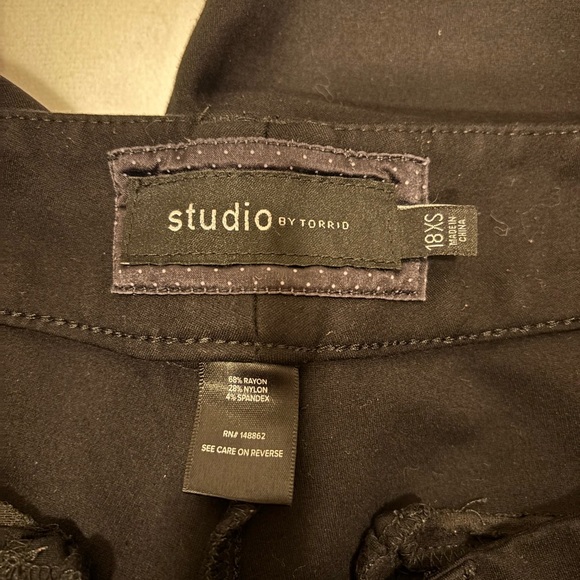 studio BY TORRID
18XS
MADE IN
CHINA
68% RAYON
28% NYLON
4% SPANDEX
RN# 148862
SEE CARE ON REVERSE